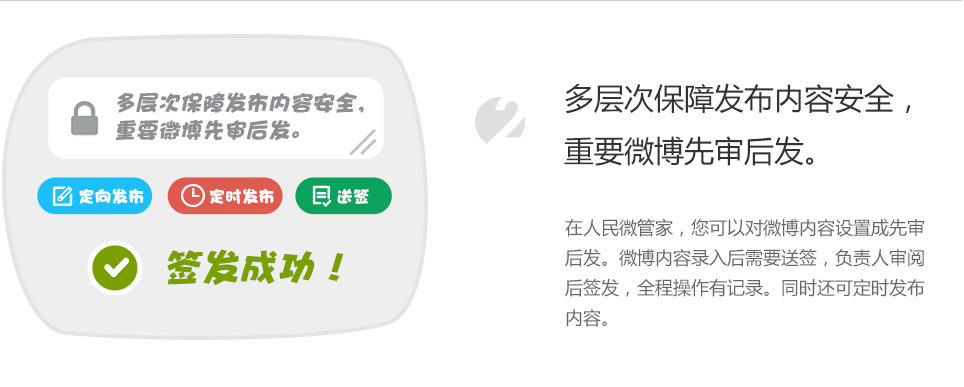 多层次保障发布内容安全，
重要微博先审后发。
定向发布
定时发布
送签
签发成功！
2
多层次保障发布内容安全，
重要微博先审后发。
在人民微管家，您可以对微博内容设置成先审
后发。微博内容录入后需要送签，负责人审阅
后签发，全程操作有记录。同时还可定时发布
内容。